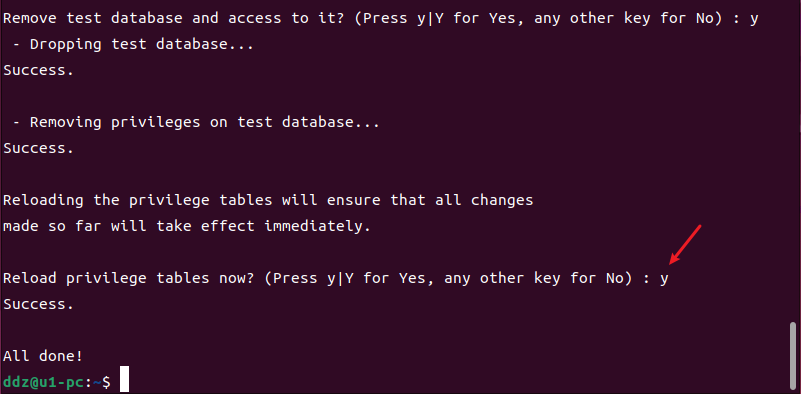 Remove test database and access to it? (Press y|Y for Yes, any other key for No) : y
 - Dropping test database...
Success.

 - Removing privileges on test database...
Success.

Reloading the privilege tables will ensure that all changes
made so far will take effect immediately.

Reload privilege tables now? (Press y|Y for Yes, any other key for No) : y
Success.

All done!
ddz@u1-pc:~$